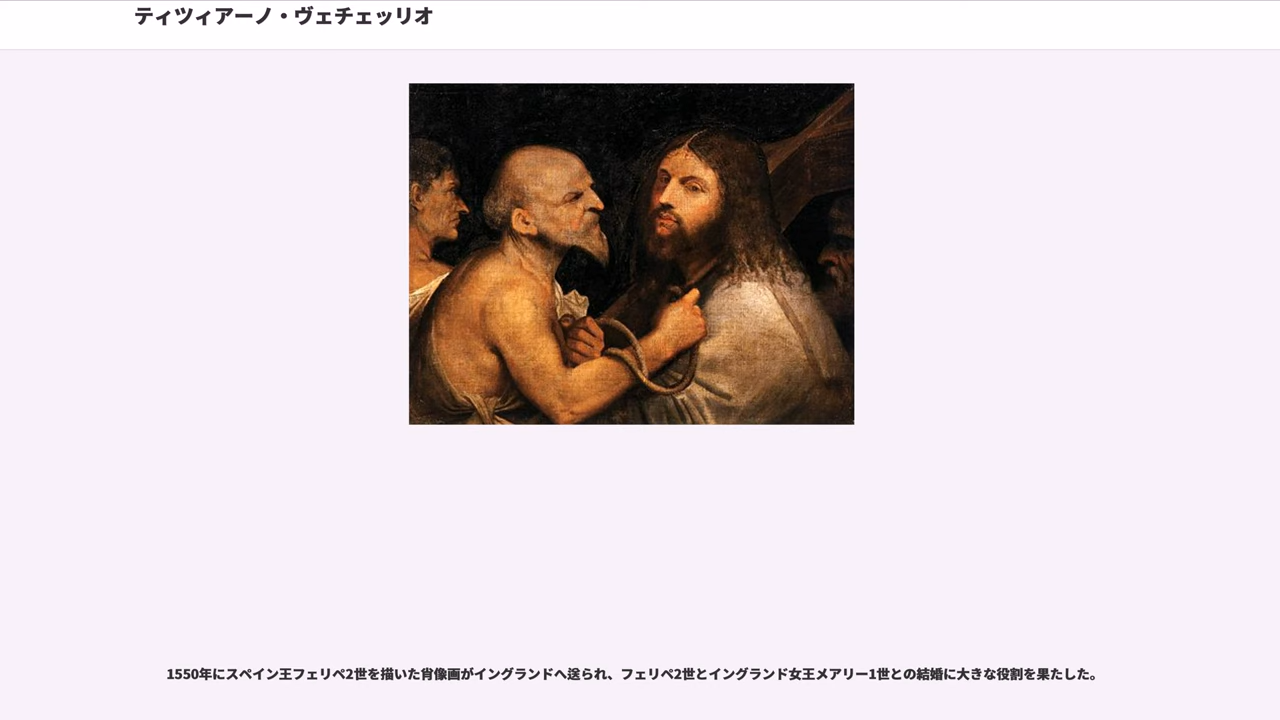 ティツィアーノ・ヴェチェッリオ
1550年にスペイン王フェリペ2世を描いた肖像画がイングランドへ送られ、フェリペ2世とイングランド女王メアリー1世との結婚に大きな役割を果たした。